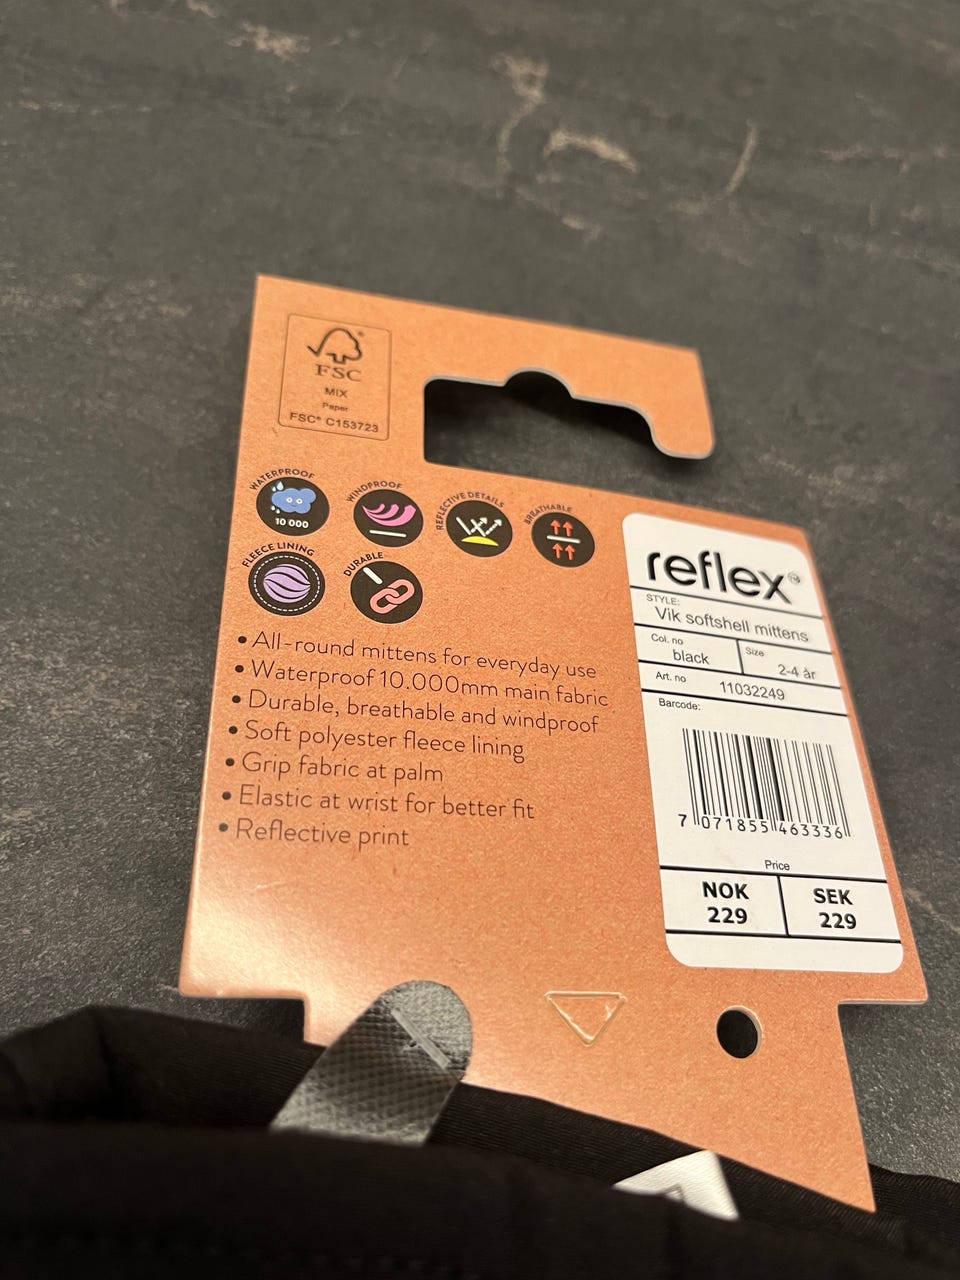 FSC®
MIX
Paper
FSC® C153723
WATERPROOF
10 000
WINDPROOF
REFLECTIVE DETAILS
BREATHABLE
FLEECE LINING
DURABLE
• All-round mittens for everyday use
• Waterproof 10.000mm main fabric
• Durable, breathable and windproof
• Soft polyester fleece lining
• Grip fabric at palm
• Elastic at wrist for better fit
• Reflective print
reflex
STYLE:
Vik softshell mittens
Col. no
black
Size
2-4 år
Art. no
11032249
Barcode:
7 071855 463336
Price
NOK
229
SEK
229